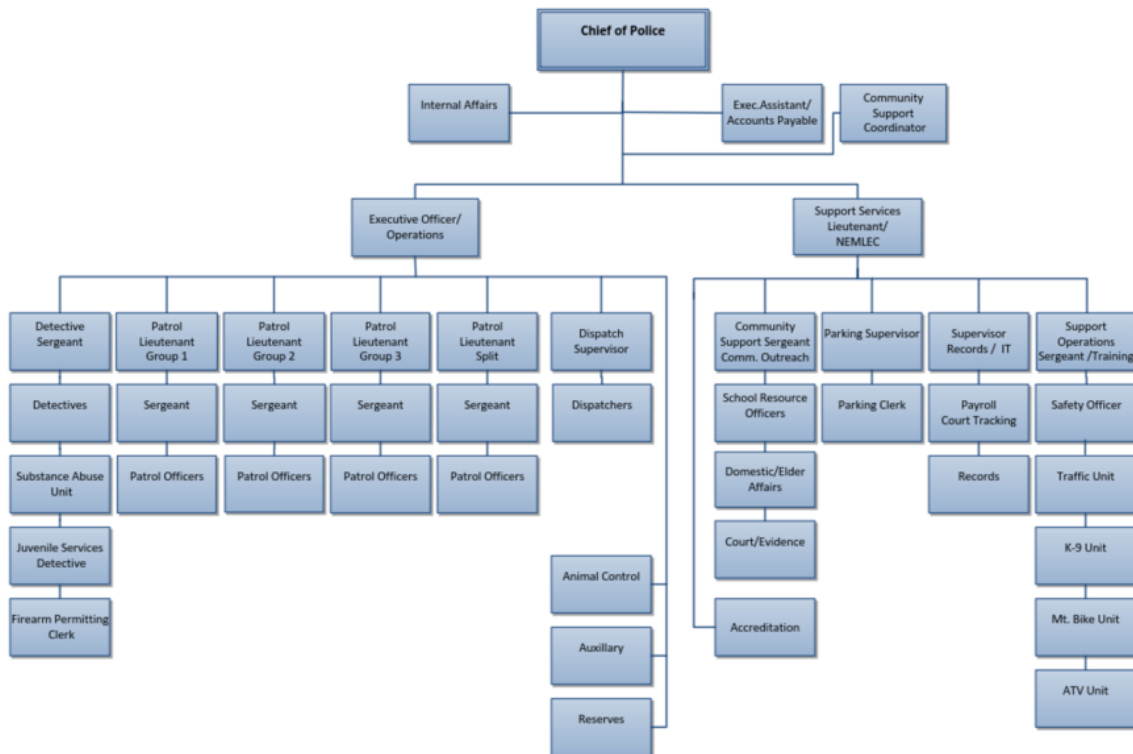 Chief of Police
Internal Affairs
Exec.Assistant/
Accounts Payable
Community
Support
Coordinator
Executive Officer/
Operations
Support Services
Lieutenant/
NEMLEC
Detective
Sergeant
Patrol
Lieutenant
Group 1
Patrol
Lieutenant
Group 2
Patrol
Lieutenant
Group 3
Patrol
Lieutenant
Split
Dispatch
Supervisor
Community
Support Sergeant
Comm. Outreach
Parking Supervisor
Supervisor
Records / IT
Support
Operations
Sergeant /Training
Detectives
Sergeant
Sergeant
Sergeant
Sergeant
Dispatchers
School Resource
Officers
Parking Clerk
Payroll
Court Tracking
Safety Officer
Substance Abuse
Unit
Patrol Officers
Patrol Officers
Patrol Officers
Patrol Officers
Domestic/Elder
Affairs
Records
Traffic Unit
Juvenile Services
Detective
Court/Evidence
K-9 Unit
Animal Control
Firearm Permitting
Clerk
Accreditation
Mt. Bike Unit
Auxillary
ATV Unit
Reserves